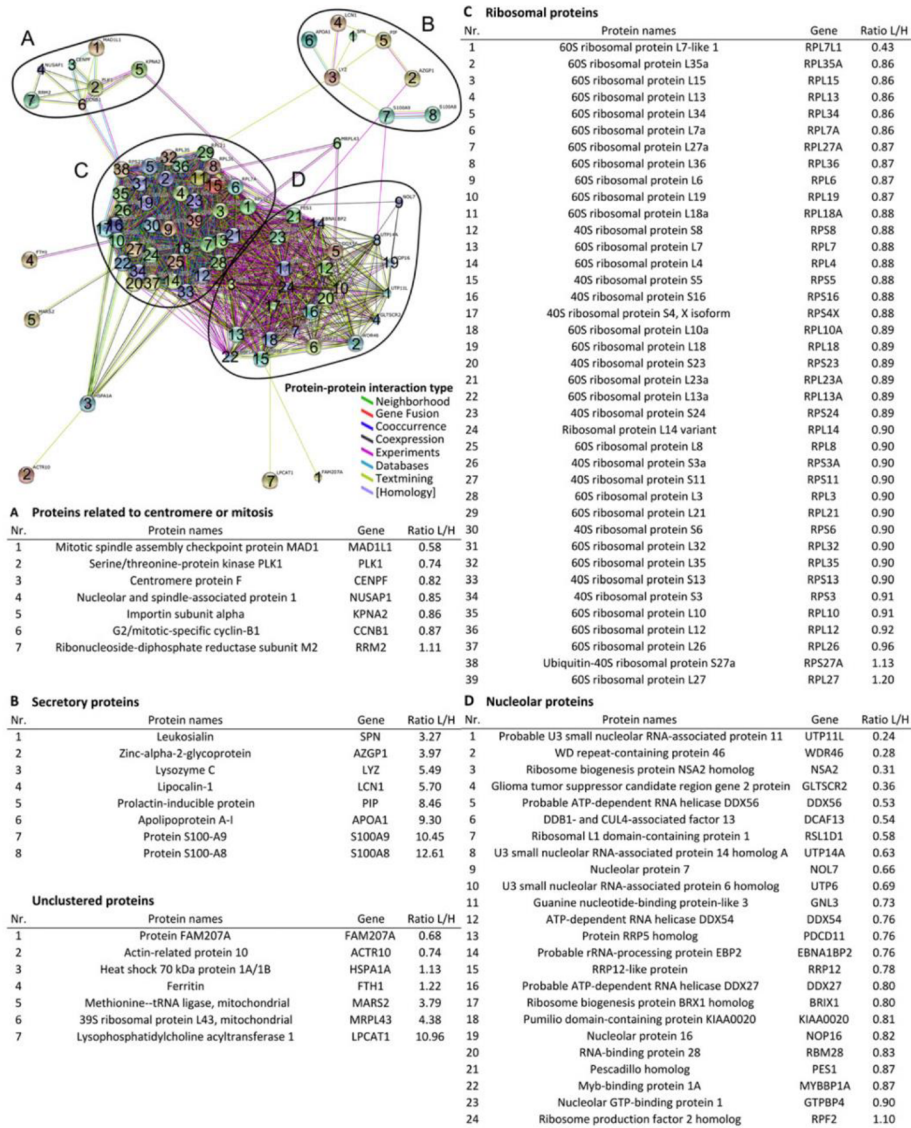 A
B
C
D
MAD1L1
NUSAP1
CENPF
KPNA2
PLK1
RRM2
CCNB1
LCN1
APOA1
SPN
PIP
LYZ
AZGP1
S100A9
S100A8
MRPL43
NOL7
FTH1
MARS2
HSPA1A
ACTR10
LPCAT1
FAM207A
UTP14A
NOP16
UTP11L
GLTSCR2
WDR46
PES1
EBNA1BP2
Protein-protein interaction type
Neighborhood
Gene Fusion
Cooccurrence
Coexpression
Experiments
Databases
Textmining
[Homology]
A Proteins related to centromere or mitosis
Nr. Protein names Gene Ratio L/H
1 Mitotic spindle assembly checkpoint protein MAD1 MAD1L1 0.58
2 Serine/threonine-protein kinase PLK1 PLK1 0.74
3 Centromere protein F CENPF 0.82
4 Nucleolar and spindle-associated protein 1 NUSAP1 0.85
5 Importin subunit alpha KPNA2 0.86
6 G2/mitotic-specific cyclin-B1 CCNB1 0.87
7 Ribonucleoside-diphosphate reductase subunit M2 RRM2 1.11
B Secretory proteins
Nr. Protein names Gene Ratio L/H
1 Leukosialin SPN 3.27
2 Zinc-alpha-2-glycoprotein AZGP1 3.97
3 Lysozyme C LYZ 5.49
4 Lipocalin-1 LCN1 5.70
5 Prolactin-inducible protein PIP 8.46
6 Apolipoprotein A-I APOA1 9.30
7 Protein S100-A9 S100A9 10.45
8 Protein S100-A8 S100A8 12.61
Unclustered proteins
Nr. Protein names Gene Ratio L/H
1 Protein FAM207A FAM207A 0.68
2 Actin-related protein 10 ACTR10 0.74
3 Heat shock 70 kDa protein 1A/1B HSPA1A 1.13
4 Ferritin FTH1 1.22
5 Methionine--tRNA ligase, mitochondrial MARS2 3.79
6 39S ribosomal protein L43, mitochondrial MRPL43 4.38
7 Lysophosphatidylcholine acyltransferase 1 LPCAT1 10.96
C Ribosomal proteins
Nr. Protein names Gene Ratio L/H
1 60S ribosomal protein L7-like 1 RPL7L1 0.43
2 60S ribosomal protein L35a RPL35A 0.86
3 60S ribosomal protein L15 RPL15 0.86
4 60S ribosomal protein L13 RPL13 0.86
5 60S ribosomal protein L34 RPL34 0.86
6 60S ribosomal protein L7a RPL7A 0.86
7 60S ribosomal protein L27a RPL27A 0.87
8 60S ribosomal protein L36 RPL36 0.87
9 60S ribosomal protein L6 RPL6 0.87
10 60S ribosomal protein L19 RPL19 0.87
11 60S ribosomal protein L18a RPL18A 0.88
12 40S ribosomal protein S8 RPS8 0.88
13 60S ribosomal protein L7 RPL7 0.88
14 60S ribosomal protein L4 RPL4 0.88
15 40S ribosomal protein S5 RPS5 0.88
16 40S ribosomal protein S16 RPS16 0.88
17 40S ribosomal protein S4, X isoform RPS4X 0.88
18 60S ribosomal protein L10a RPL10A 0.89
19 60S ribosomal protein L18 RPL18 0.89
20 40S ribosomal protein S23 RPS23 0.89
21 60S ribosomal protein L23a RPL23A 0.89
22 60S ribosomal protein L13a RPL13A 0.89
23 40S ribosomal protein S24 RPS24 0.89
24 Ribosomal protein L14 variant RPL14 0.90
25 60S ribosomal protein L8 RPL8 0.90
26 40S ribosomal protein S3a RPS3A 0.90
27 40S ribosomal protein S11 RPS11 0.90
28 60S ribosomal protein L3 RPL3 0.90
29 60S ribosomal protein L21 RPL21 0.90
30 40S ribosomal protein S6 RPS6 0.90
31 60S ribosomal protein L32 RPL32 0.90
32 60S ribosomal protein L35 RPL35 0.90
33 40S ribosomal protein S13 RPS13 0.90
34 40S ribosomal protein S3 RPS3 0.91
35 60S ribosomal protein L10 RPL10 0.91
36 60S ribosomal protein L12 RPL12 0.92
37 60S ribosomal protein L26 RPL26 0.96
38 Ubiquitin-40S ribosomal protein S27a RPS27A 1.13
39 60S ribosomal protein L27 RPL27 1.20
D Nucleolar proteins
Nr. Protein names Gene Ratio L/H
1 Probable U3 small nucleolar RNA-associated protein 11 UTP11L 0.24
2 WD repeat-containing protein 46 WDR46 0.28
3 Ribosome biogenesis protein NSA2 homolog NSA2 0.31
4 Glioma tumor suppressor candidate region gene 2 protein GLTSCR2 0.36
5 Probable ATP-dependent RNA helicase DDX56 DDX56 0.53
6 DDB1- and CUL4-associated factor 13 DCAF13 0.54
7 Ribosomal L1 domain-containing protein 1 RSL1D1 0.58
8 U3 small nucleolar RNA-associated protein 14 homolog A UTP14A 0.63
9 Nucleolar protein 7 NOL7 0.66
10 U3 small nucleolar RNA-associated protein 6 homolog UTP6 0.69
11 Guanine nucleotide-binding protein-like 3 GNL3 0.73
12 ATP-dependent RNA helicase DDX54 DDX54 0.76
13 Protein RRP5 homolog PDCD11 0.76
14 Probable rRNA-processing protein EBP2 EBNA1BP2 0.76
15 RRP12-like protein RRP12 0.78
16 Probable ATP-dependent RNA helicase DDX27 DDX27 0.80
17 Ribosome biogenesis protein BRX1 homolog BRIX1 0.80
18 Pumilio domain-containing protein KIAA0020 KIAA0020 0.81
19 Nucleolar protein 16 NOP16 0.82
20 RNA-binding protein 28 RBM28 0.83
21 Pescadillo homolog PES1 0.87
22 Myb-binding protein 1A MYBBP1A 0.87
23 Nucleolar GTP-binding protein 1 GTPBP4 0.90
24 Ribosome production factor 2 homolog RPF2 1.10